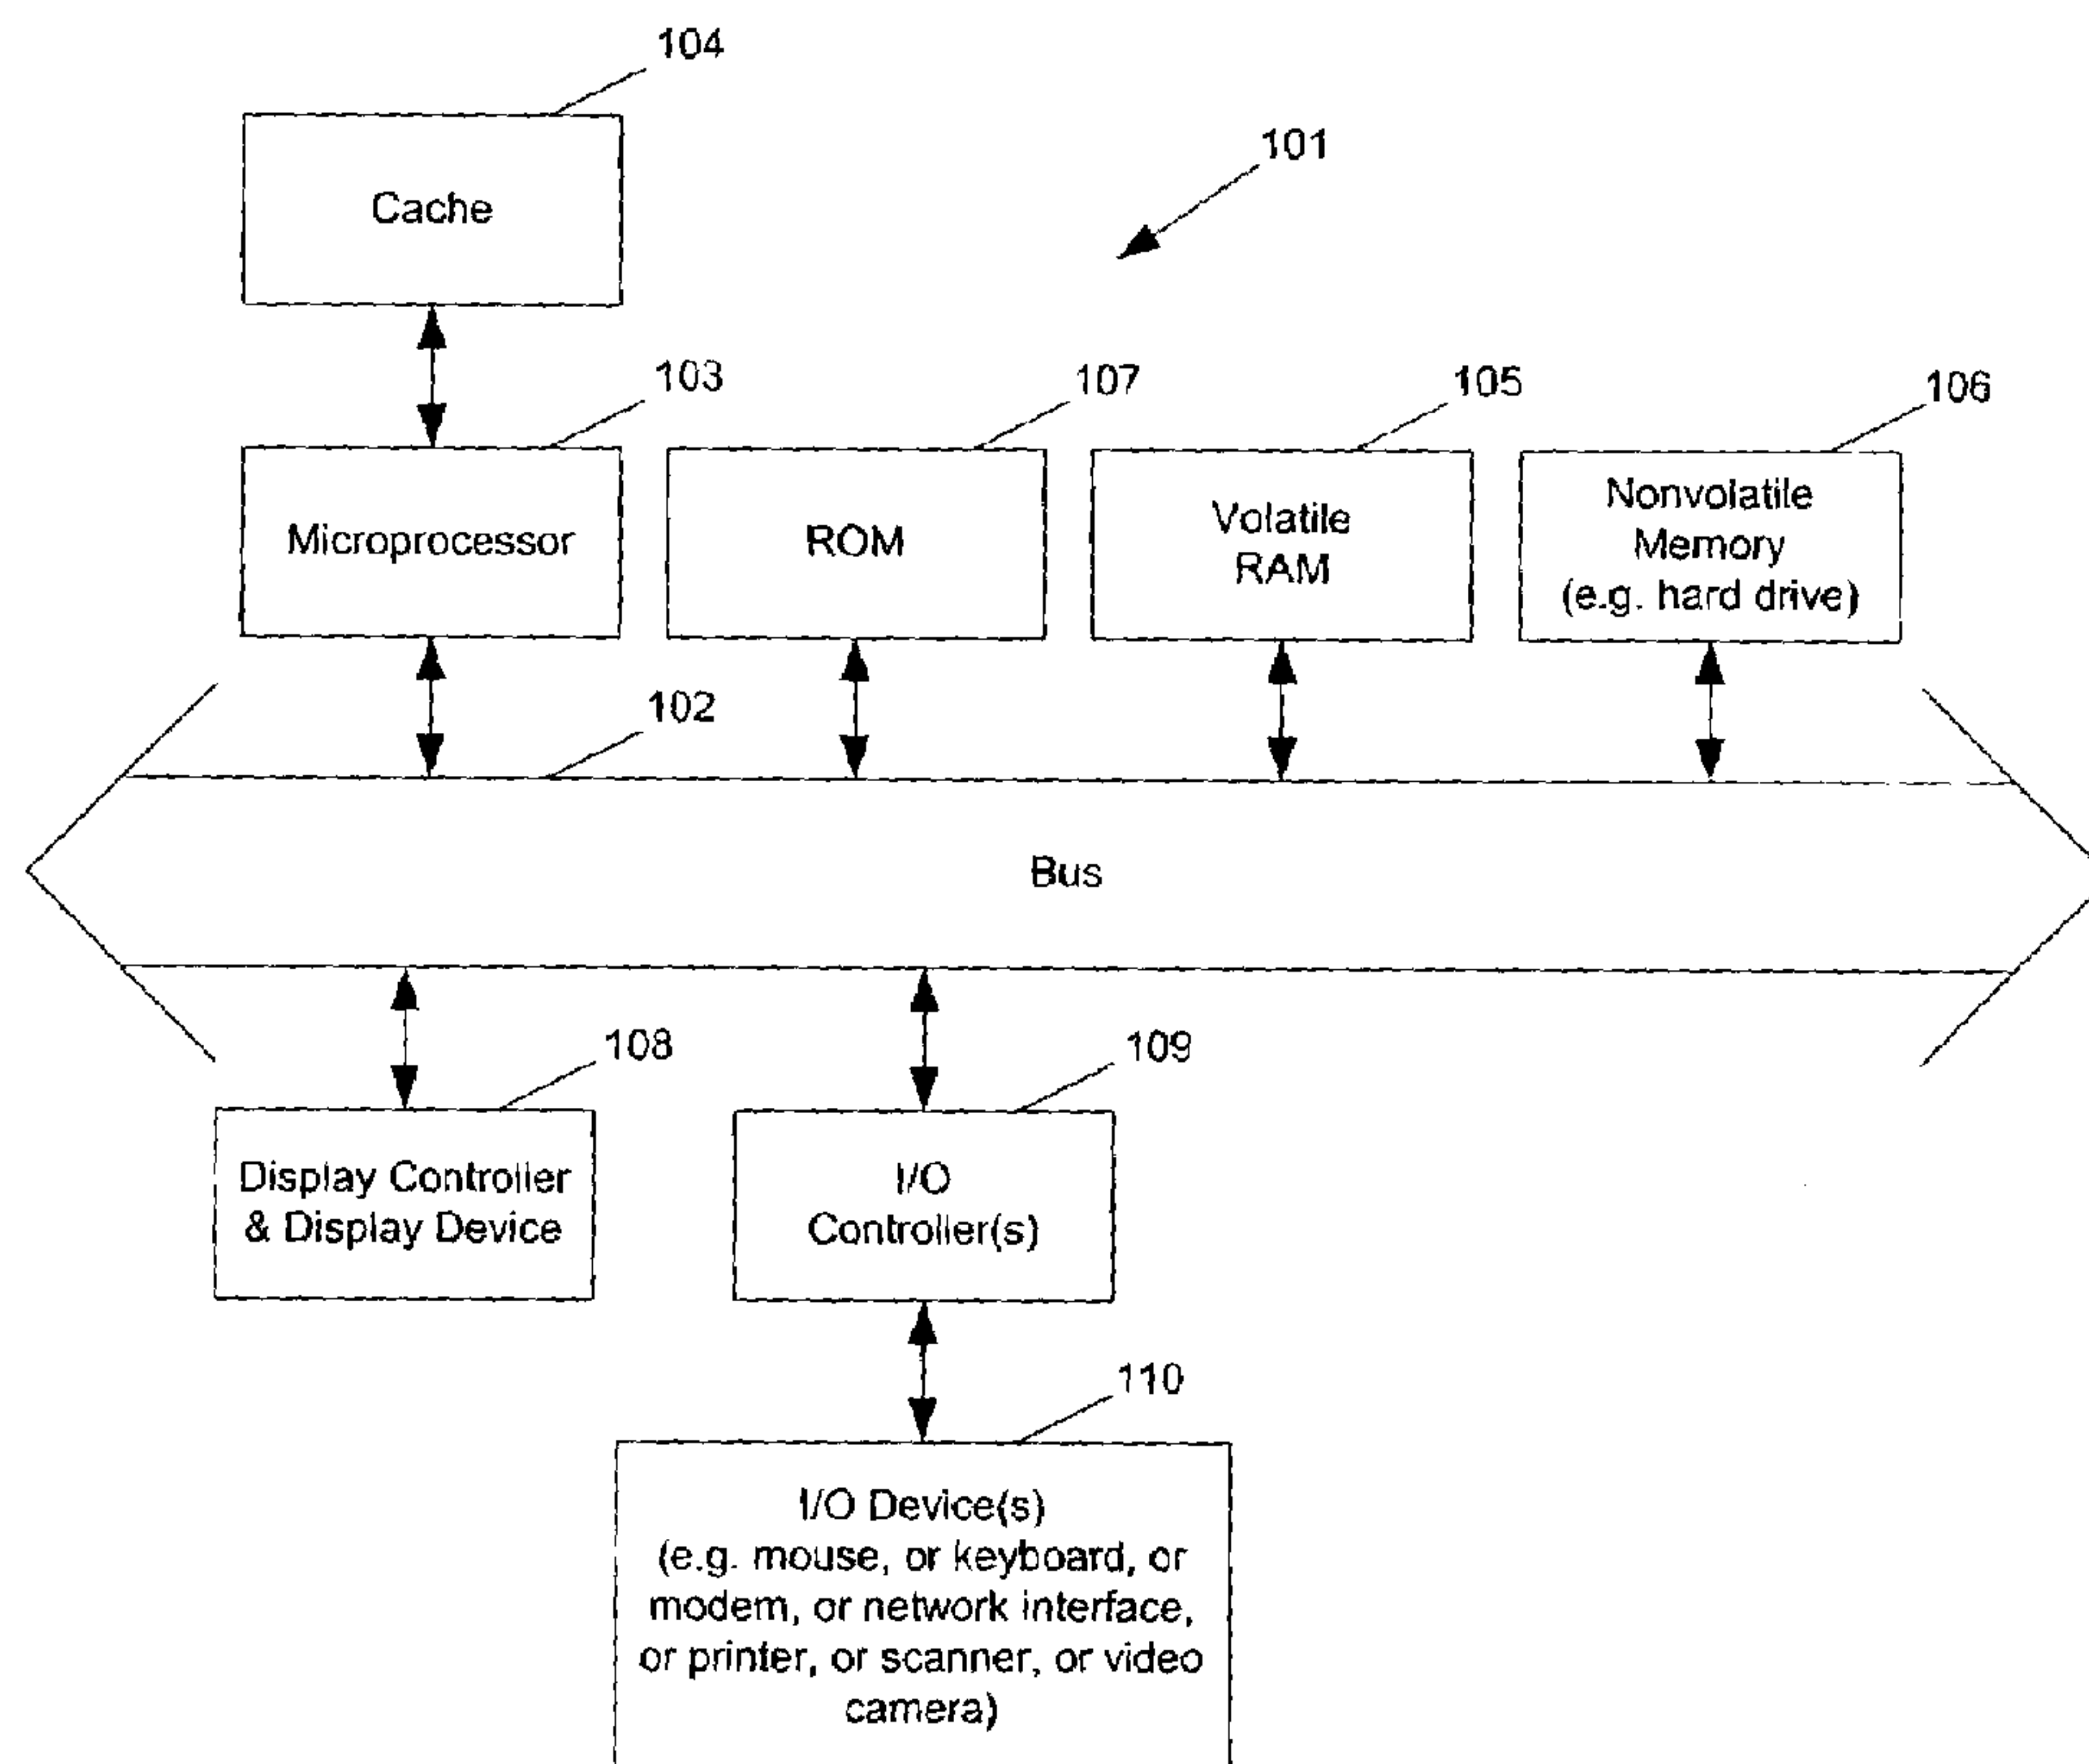 104
Cache
101
103
107
105
106
Microprocessor
ROM
Volatile
RAM
Nonvolatile
Memory
(e.g. hard drive)
102
Bus
108
109
Display Controller
& Display Device
I/O
Controller(s)
110
I/O Device(s)
(e.g. mouse, or keyboard, or
modem, or network interface,
or printer, or scanner, or video
camera)